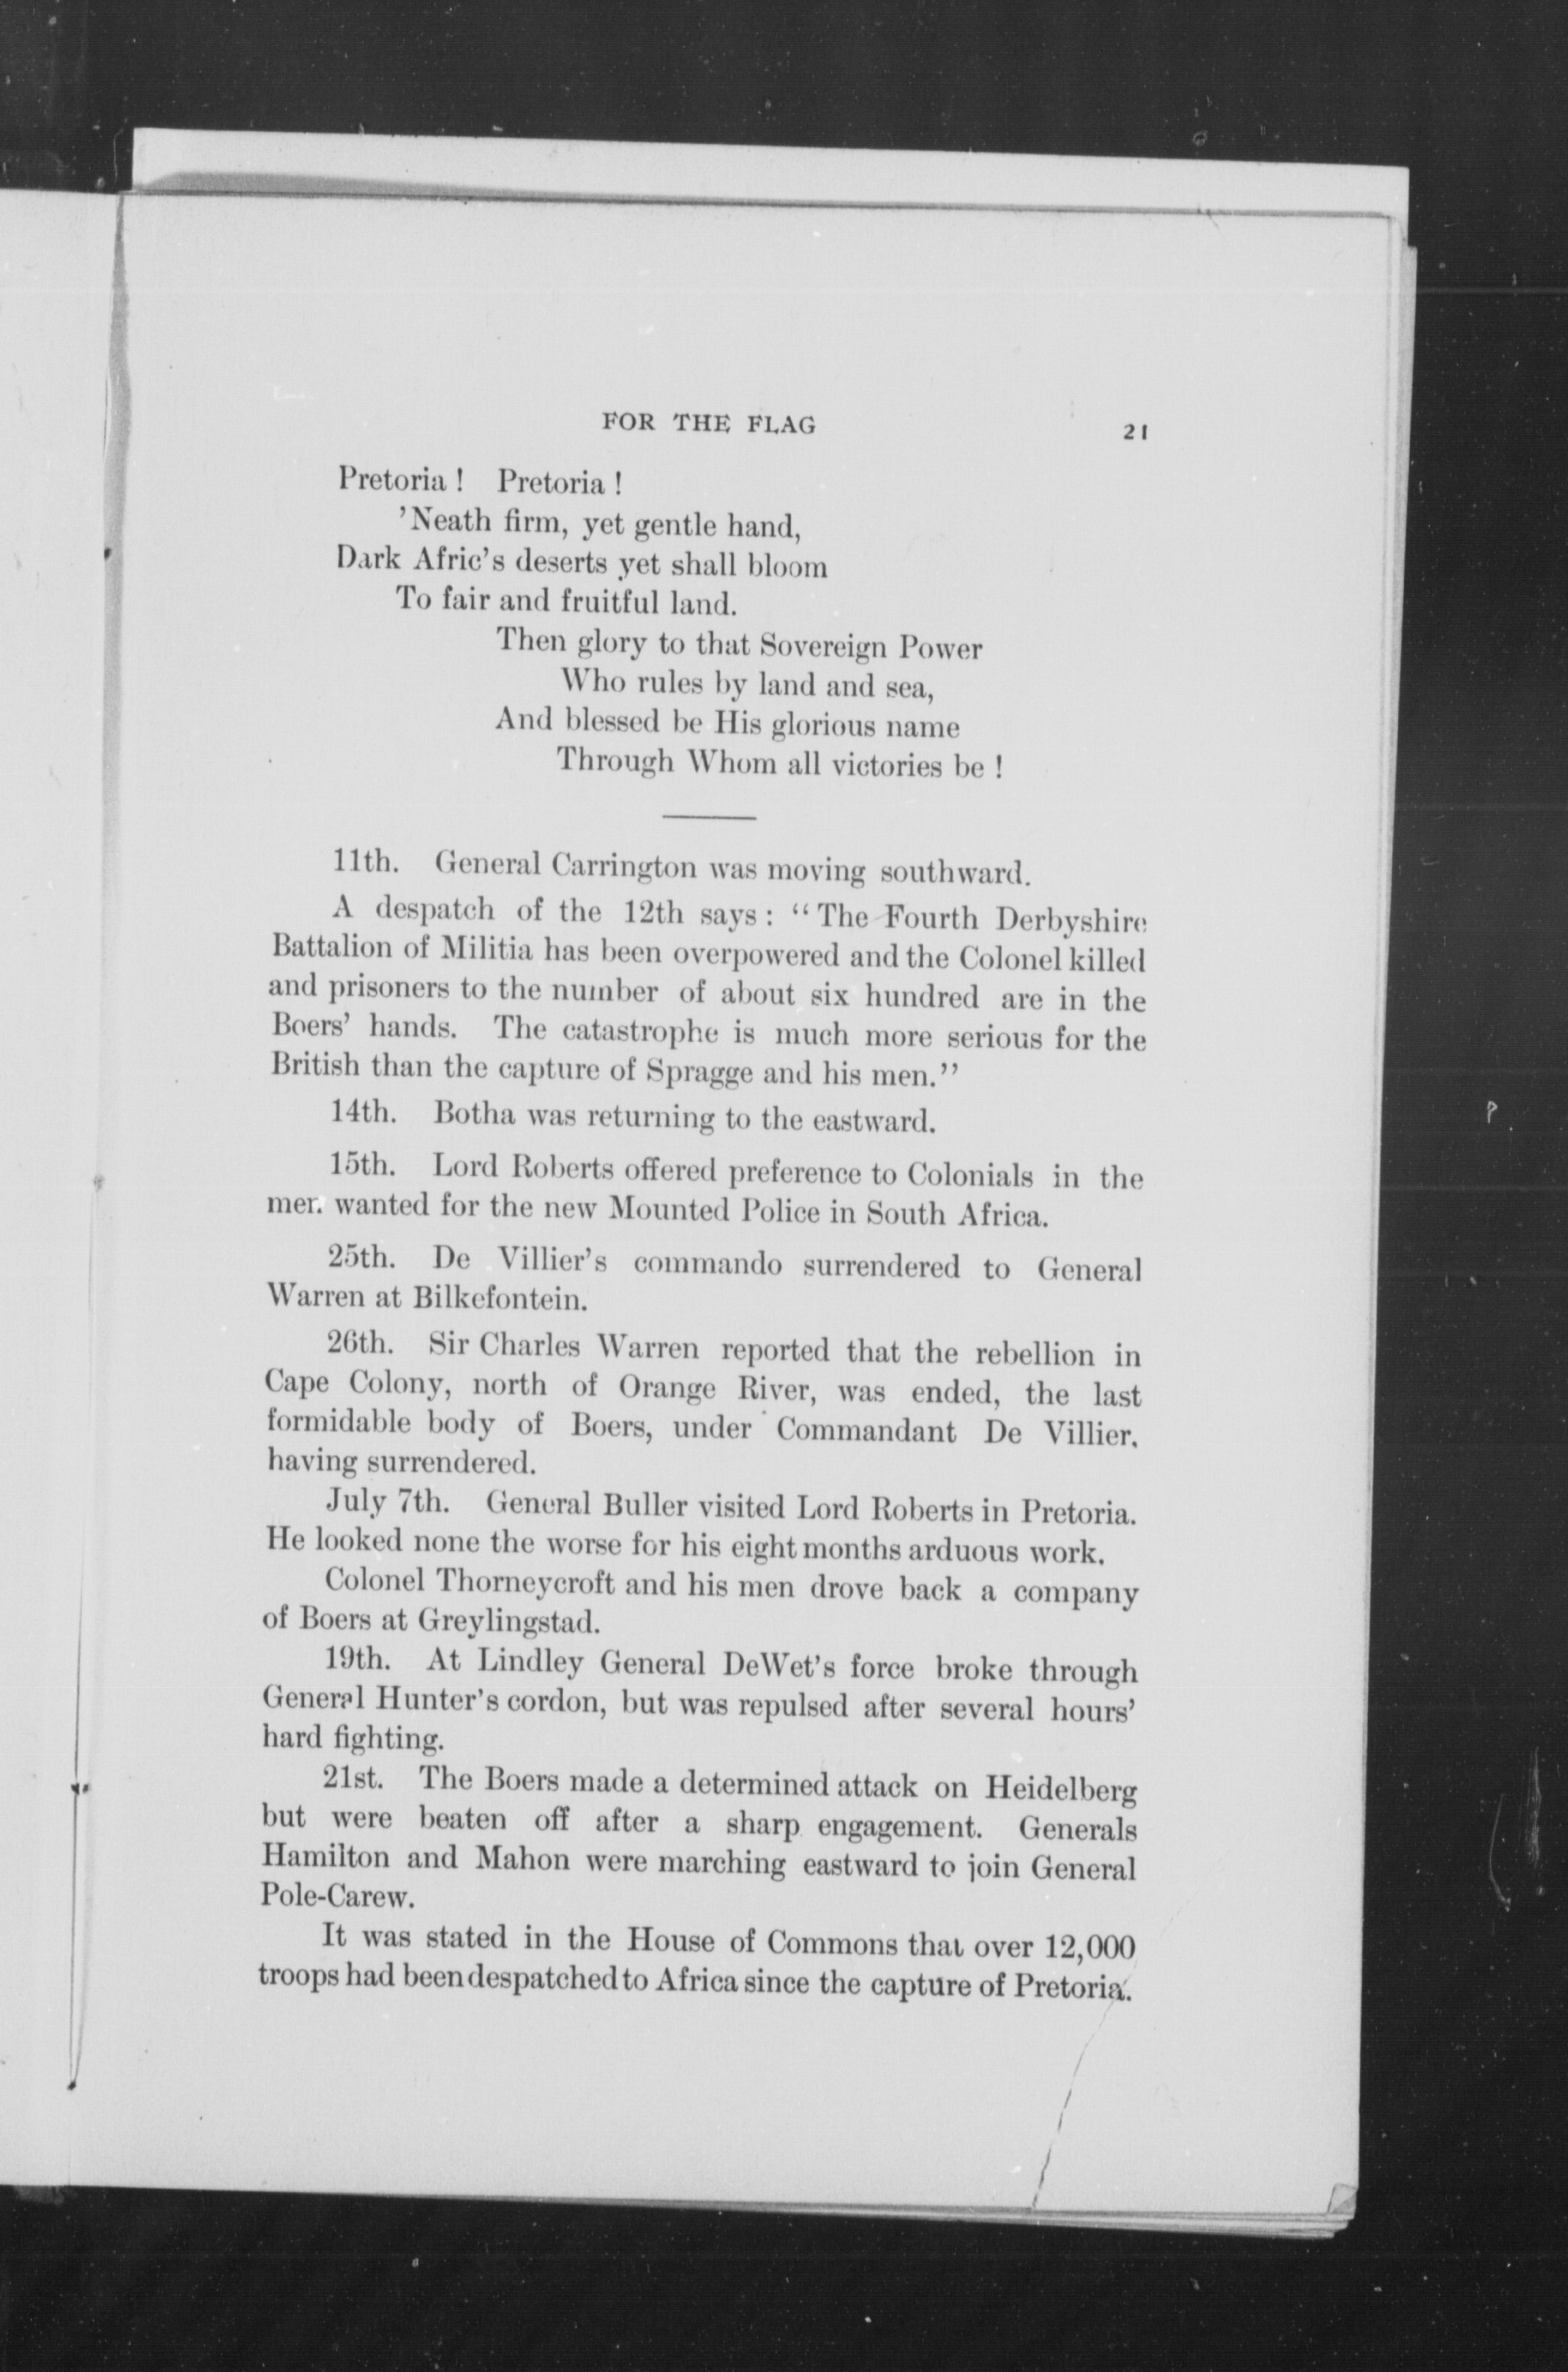 FOR THE FLAG 21
Pretoria ! Pretoria !
'Neath firm, yet gentle hand,
Dark Afric's deserts yet shall bloom
To fair and fruitful land.
Then glory to that Sovereign Power
Who rules by land and sea,
And blessed be His glorious name
Through Whom all victories be !
11th. General Carrington was moving southward.
A despatch of the 12th says : "The Fourth Derbyshire
Battalion of Militia has been overpowered and the Colonel killed
and prisoners to the number of about six hundred are in the
Boers' hands. The catastrophe is much more serious for the
British than the capture of Spragge and his men."
14th. Botha was returning to the eastward.
15th. Lord Roberts offered preference to Colonials in the
men wanted for the new Mounted Police in South Africa.
25th. De Villier's commando surrendered to General
Warren at Bilkefontein.
26th. Sir Charles Warren reported that the rebellion in
Cape Colony, north of Orange River, was ended, the last
formidable body of Boers, under Commandant De Villier,
having surrendered.
July 7th. General Buller visited Lord Roberts in Pretoria.
He looked none the worse for his eight months arduous work.
Colonel Thorneycroft and his men drove back a company
of Boers at Greylingstad.
19th. At Lindley General DeWet's force broke through
General Hunter's cordon, but was repulsed after several hours'
hard fighting.
21st. The Boers made a determined attack on Heidelberg
but were beaten off after a sharp engagement. Generals
Hamilton and Mahon were marching eastward to join General
Pole-Carew.
It was stated in the House of Commons that over 12,000
troops had been despatched to Africa since the capture of Pretoria.